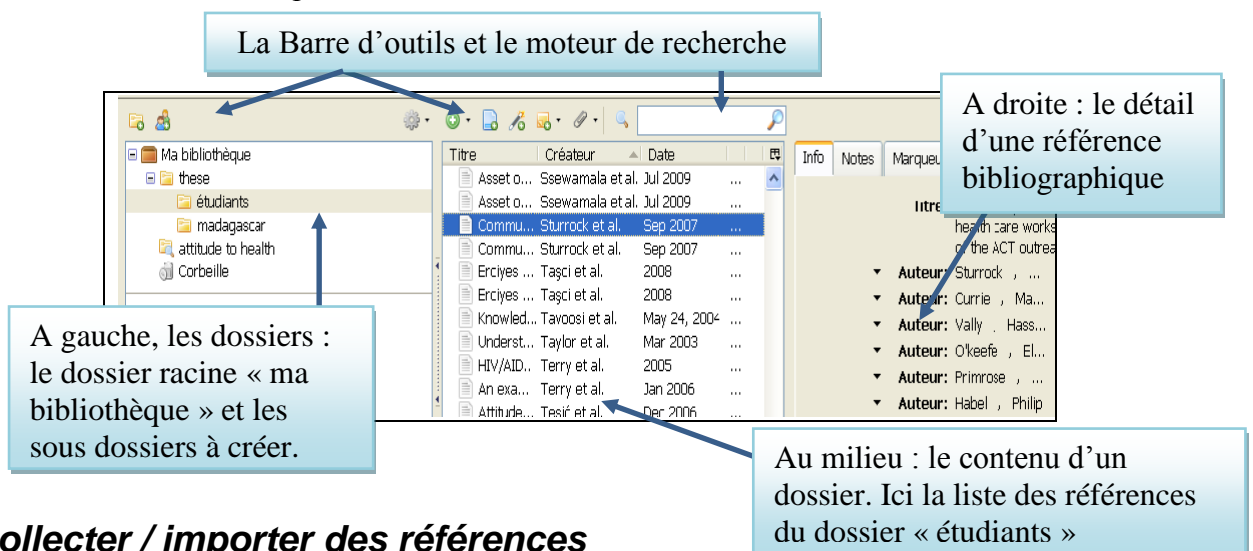 La Barre d’outils et le moteur de recherche
A droite : le détail
d’une référence
bibliographique
Ma bibliothèque
these
étudiants
madagascar
attitude to health
Corbeille
Titre Créateur Date
Asset o... Ssewamala et al. Jul 2009 ...
Asset o... Ssewamala et al. Jul 2009 ...
Commu... Sturrock et al. Sep 2007 ...
Commu... Sturrock et al. Sep 2007 ...
Erciyes ... Taşci et al. 2008 ...
Erciyes ... Taşci et al. 2008 ...
Knowled... Tavoosi et al. May 24, 2004 ...
Underst... Taylor et al. Mar 2003 ...
HIV/AID.. Terry et al. 2005 ...
An exa... Terry et al. Jan 2006 ...
Attitude... Tesić et al. Dec 2006 ...
Info Notes Marqueu
Titre
health care works
of the ACT outrea
Auteur: Sturrock , ...
Auteur: Currie , Ma...
Auteur: Vally , Hass...
Auteur: O'keefe , El...
Auteur: Primrose , ...
Auteur: Habel , Philip
A gauche, les dossiers :
le dossier racine « ma
bibliothèque » et les
sous dossiers à créer.
Au milieu : le contenu d’un
dossier. Ici la liste des références
du dossier « étudiants »
ollecter / importer des références